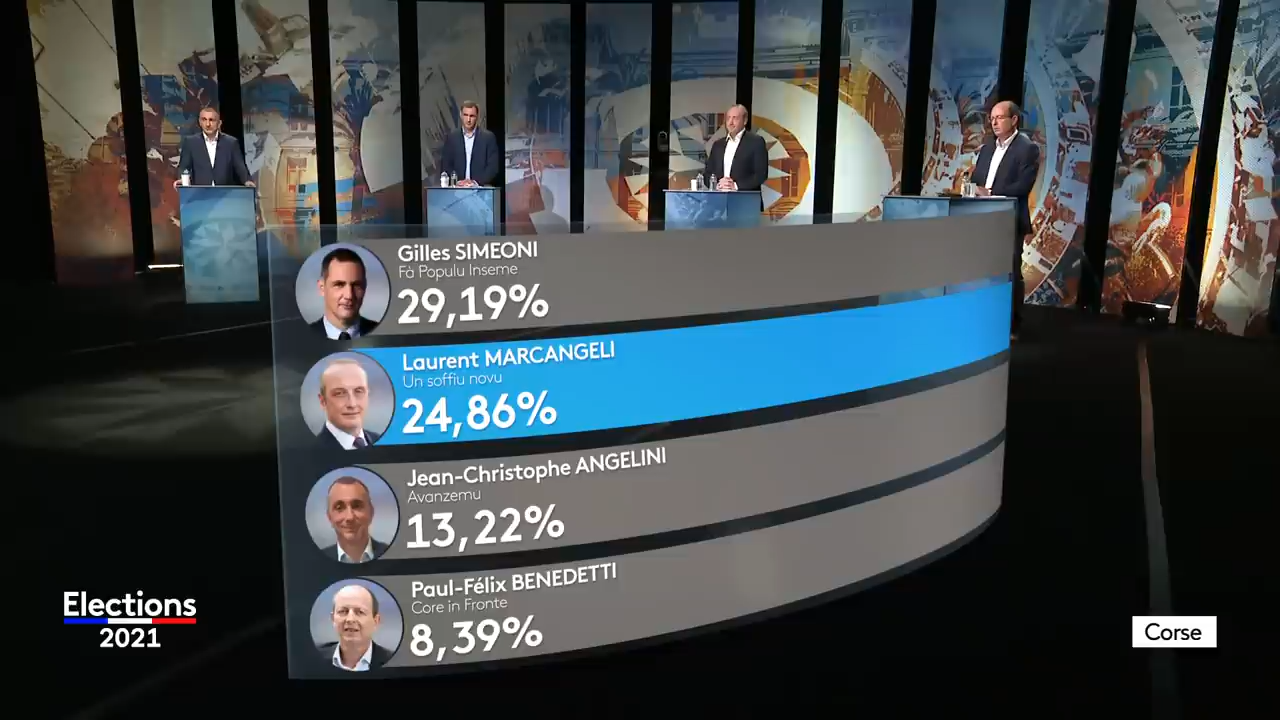 Gilles SIMEONI
Fà Populu Inseme
29,19%
Laurent MARCANGELI
Un soffiu novu
24,86%
Jean-Christophe ANGELINI
Avanzemu
13,22%
Paul-Félix BENEDETTI
Core in Fronte
8,39%
Elections
2021
Corse